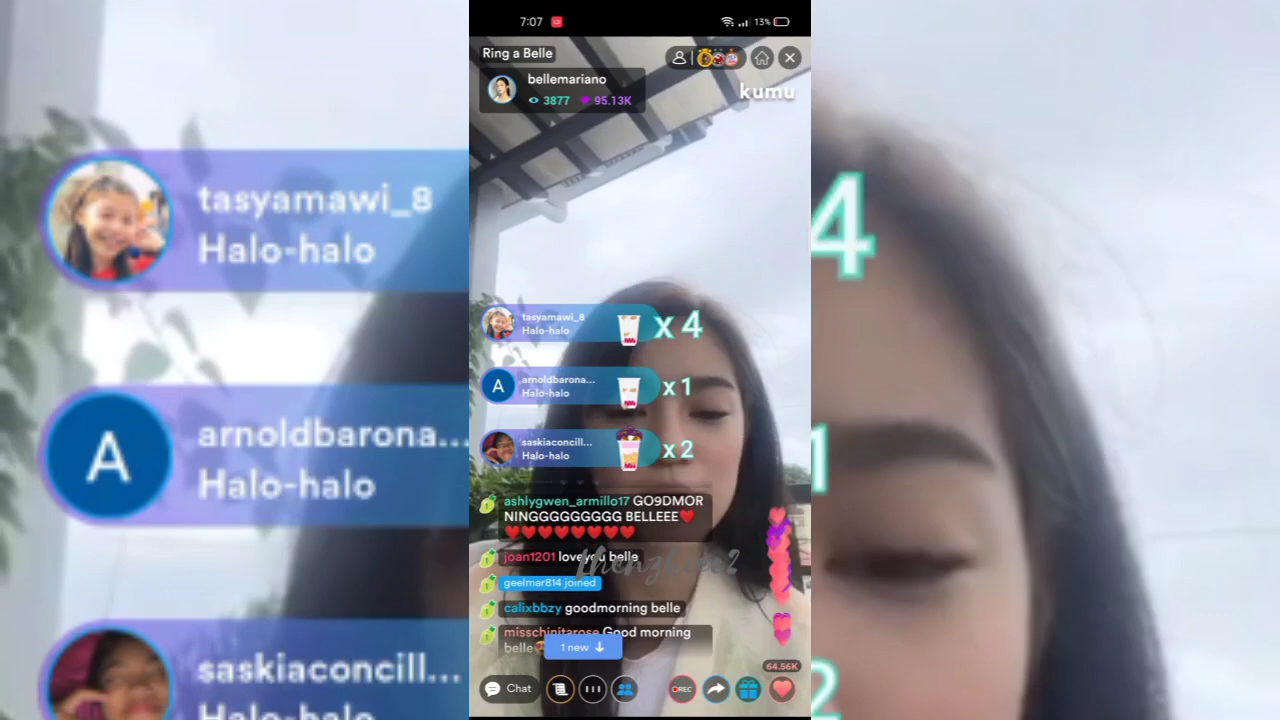 7:07
13%
Ring a Belle
bellemariano
3877 95.13K
kumu
tasyamawi_8
Halo-halo
x 4
arnoldbarona...
Halo-halo
x 1
saskiaconcill...
Halo-halo
x 2
ashlygwen_armillo17 GO9DMOR
NINGGGGGGGGG BELLEEE❤️
❤️❤️❤️❤️❤️❤️❤️❤️
joan1201 love you belle
geelmar814 joined
calixbbzy goodmorning belle
misschinitarose Good morning
belle
1 new
64.56K
Chat
REC
tasyamawi_8
Halo-halo
A
arnoldbarona...
Halo-halo
saskiaconcill...
Halo-halo
4
1
2